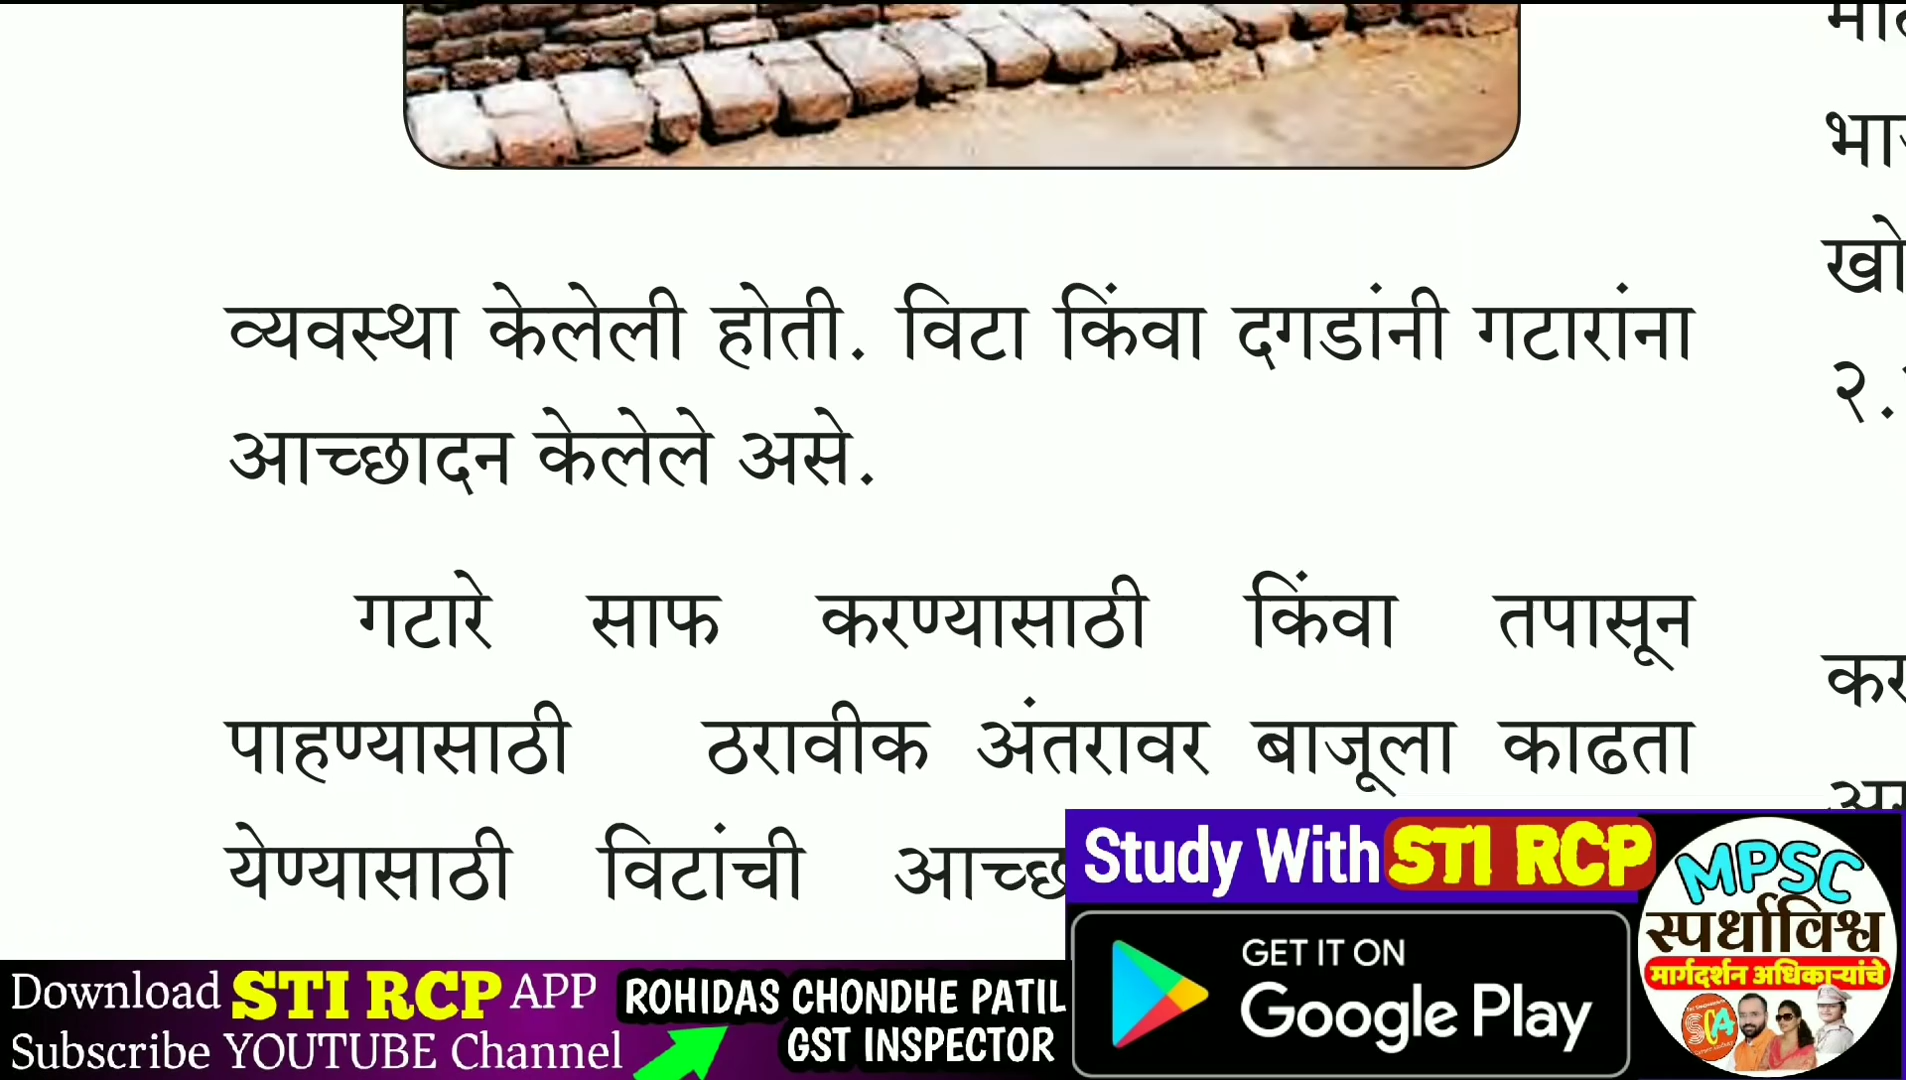 व्यवस्था केलेली होती. विटा किंवा दगडांनी गटारांना
आच्छादन केलेले असे.
गटारे साफ करण्यासाठी किंवा तपासून
पाहण्यासाठी ठरावीक अंतरावर बाजूला काढता
येण्यासाठी विटांची
२.
Study With STI RCP
GET IT ON
Google Play
MPSC
स्पर्धाविश्व
मार्गदर्शन अधिकाऱ्यांचे
Download STI RCP APP
Subscribe YOUTUBE Channel
ROHIDAS CHONDHE PATIL
GST INSPECTOR